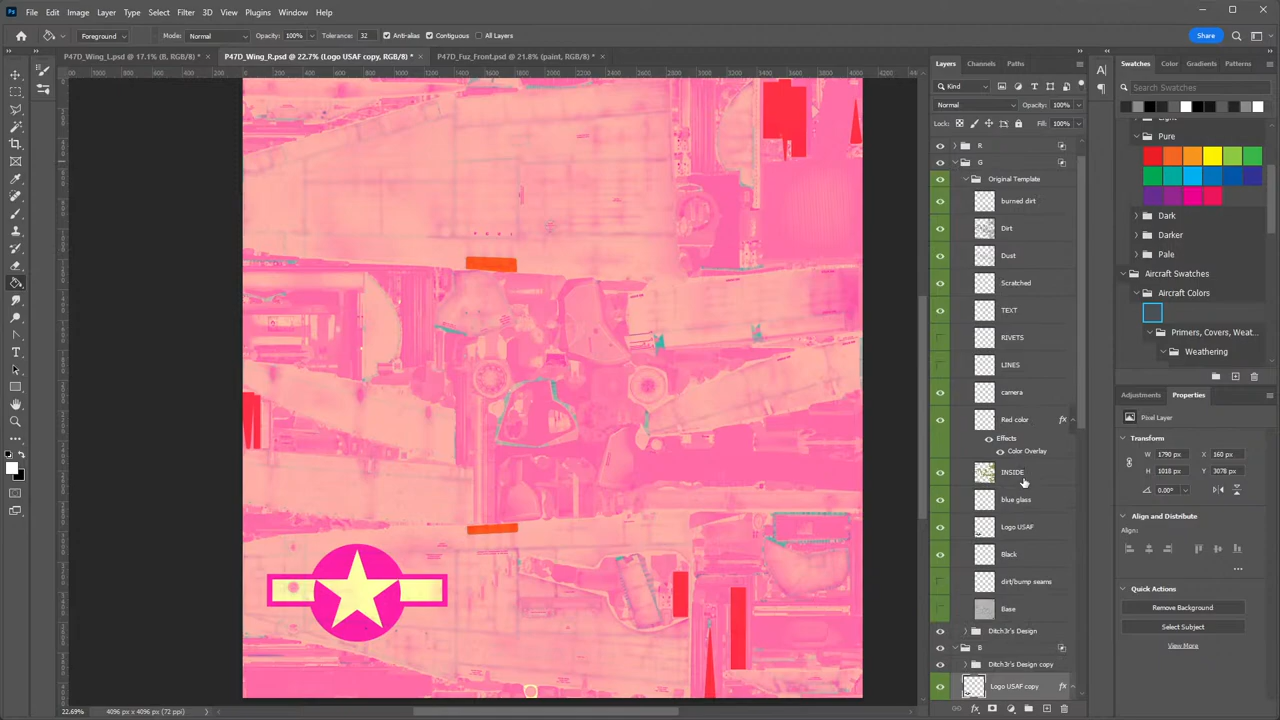 Ps File Edit Image Layer Type Select Filter 3D View Plugins Window Help
Foreground Mode: Normal Opacity: 100% Tolerance: 32 Anti-alias Contiguous All Layers Share
P47D_Wing_L.psd @ 17.1% (B, RGB/8) * × P47D_Wing_R.psd @ 22.7% (Logo USAF copy, RGB/8) * × P47D_Fuz_Front.psd @ 21.8% (paint, RGB/8) * ×
Layers Channels Paths
Kind
Normal Opacity: 100%
Lock: Fill: 100%
R
G
Original Template
burned dirt
Dirt
Dust
Scratched
TEXT
RIVETS
LINES
camera
Red color fx
Effects
Color Overlay
INSIDE
blue glass
Logo USAF
Black
dirt/bump seams
Base
Ditch3r's Design
B
Ditch3r's Design copy
Logo USAF copy fx
Swatches Color Gradients Patterns
Search Swatches
Light
Pure
Dark
Darker
Pale
Aircraft Swatches
Aircraft Colors
Primers, Covers, Weat...
Weathering
Adjustments Properties
Pixel Layer
Transform
W 1790 px X 160 px
H 1018 px Y 3078 px
0.00°
Align and Distribute
Align:
Quick Actions
Remove Background
Select Subject
View More
22.69% 4096 px x 4096 px (72 ppi)